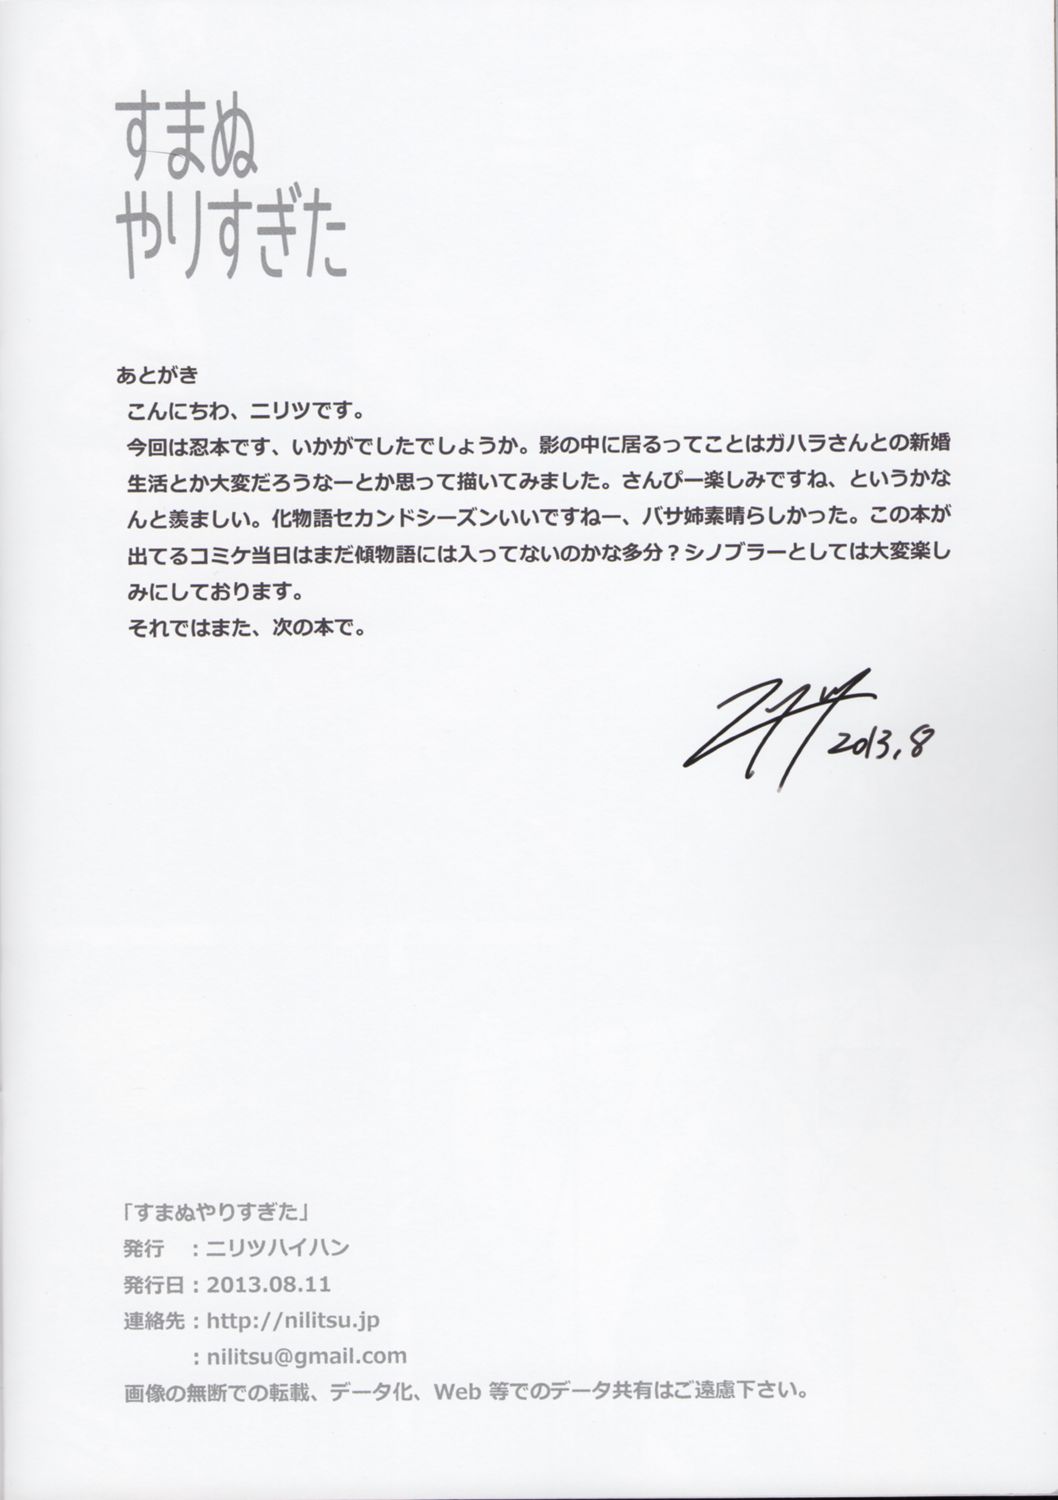 すまぬ
やりすぎた
あとがき
こんにちわ、ニリツです。
今回は忍本です、いかがでしたでしょうか。影の中に居るってことはガハラさんとの新婚
生活とか大変だろうなーとか思って描いてみました。さんぴー楽しみですね、というかな
んと羨ましい。化物語セカンドシーズンいいですねー、バサ姉素晴らしかった。この本が
出てるコミケ当日はまだ傾物語には入ってないのかな多分？シノブラーとしては大変楽し
みにしております。
それではまた、次の本で。
ニリツ 2013.8
「すまぬやりすぎた」
発行　：ニリツハイハン
発行日：2013.08.11
連絡先：http://nilitsu.jp
：nilitsu@gmail.com
画像の無断での転載、データ化、Web 等でのデータ共有はご遠慮下さい。